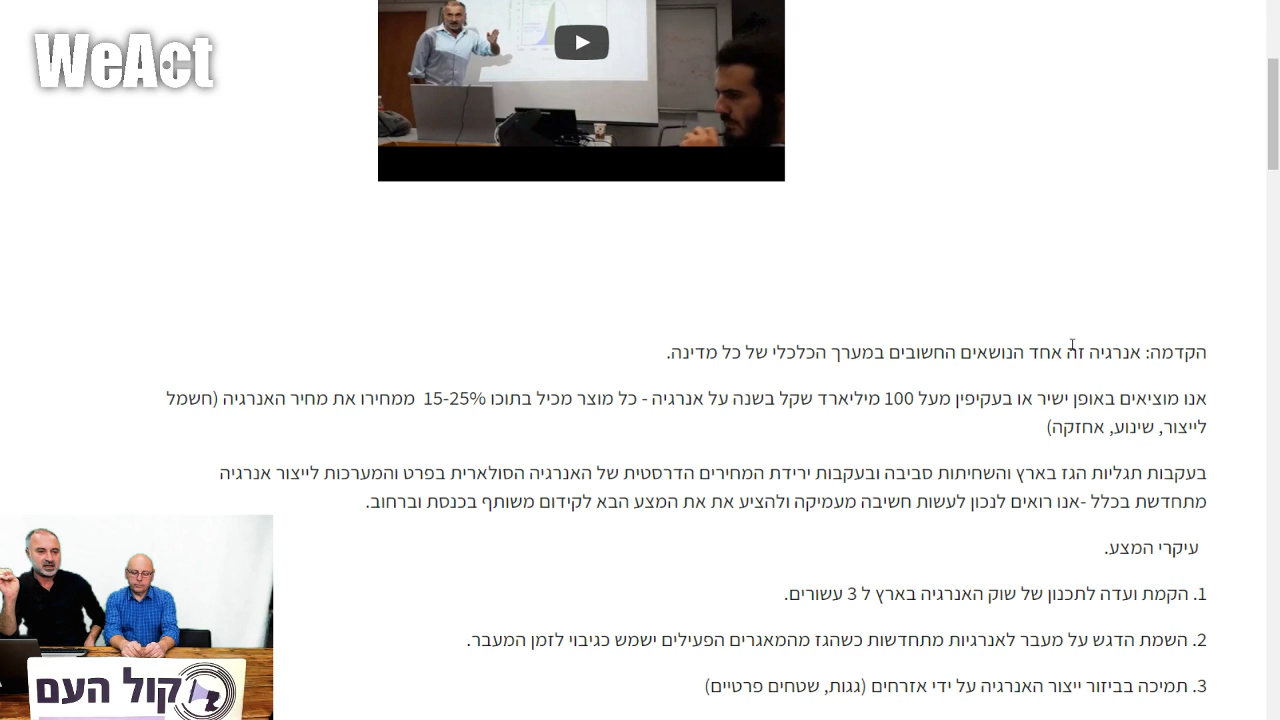 WeAct
הקדמה: אנרגיה זה אחד הנושאים החשובים במערך הכלכלי של כל מדינה.
אנו מוציאים באופן ישיר או בעקיפין מעל 100 מיליארד שקל בשנה על אנרגיה - כל מוצר מכיל בתוכו 15-25% ממחירו את מחיר האנרגיה (חשמל
לייצור, שינוע, אחזקה)
בעקבות תגליות הגז בארץ והשחיתות סביבה ובעקבות ירידת המחירים הדרסטית של האנרגיה הסולארית בפרט והמערכות לייצור אנרגיה
מתחדשת בכלל -אנו רואים לנכון לעשות חשיבה מעמיקה ולהציע את את המצע הבא לקידום משותף בכנסת וברחוב.
עיקרי המצע.
1. הקמת ועדה לתכנון של שוק האנרגיה בארץ ל 3 עשורים.
2. השמת הדגש על מעבר לאנרגיות מתחדשות כשהגז מהמאגרים הפעילים ישמש כגיבוי לזמן המעבר.
3. תמיכה בביזור ייצור האנרגיה על ידי אזרחים (גגות, שטחים פרטיים)
קול העם